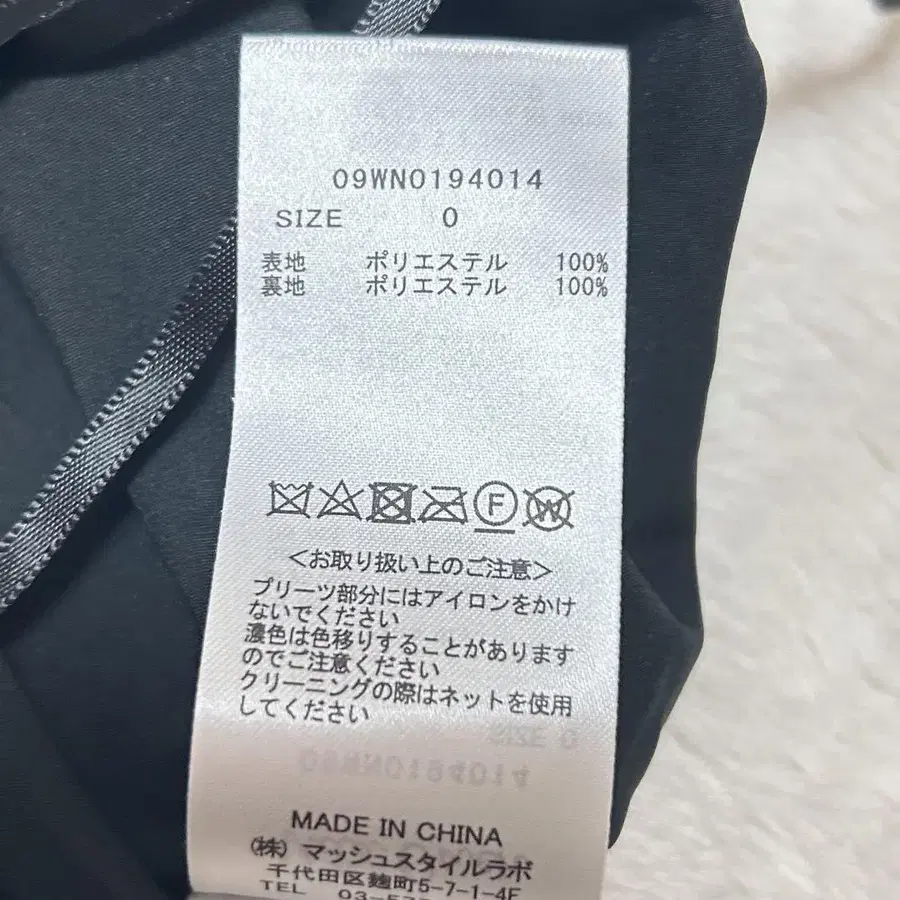 09WN0194014
SIZE 0
表地 ポリエステル 100%
裏地 ポリエステル 100%
F W
<お取り扱い上のご注意>
プリーツ部分にはアイロンをかけ
ないでください
濃色は色移りすることがあります
のでご注意ください
クリーニングの際はネットを使用
してください
MADE IN CHINA
(株) マッシュスタイルラボ
千代田区麹町5-7-1-4F
TEL